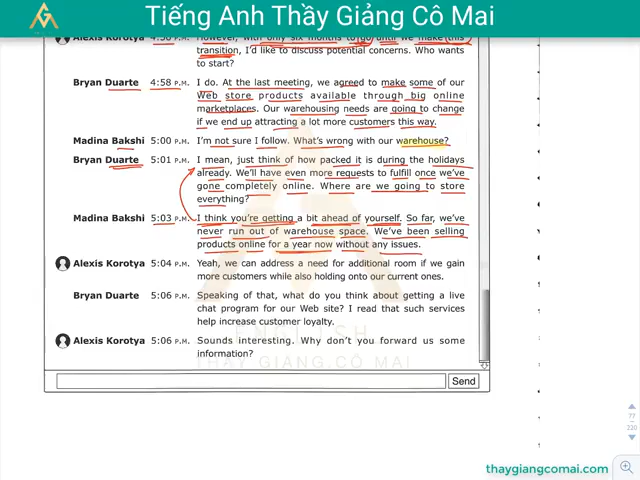 Tiếng Anh Thầy Giảng Cô Mai
Alexis Korotya 4:56 P.M. However, with only six months to go until we make this
transition, I'd like to discuss potential concerns. Who wants
to start?
Bryan Duarte 4:58 P.M. I do. At the last meeting, we agreed to make some of our
Web store products available through big online
marketplaces. Our warehousing needs are going to change
if we end up attracting a lot more customers this way.
Madina Bakshi 5:00 P.M. I'm not sure I follow. What's wrong with our warehouse?
Bryan Duarte 5:01 P.M. I mean, just think of how packed it is during the holidays
already. We'll have even more requests to fulfill once we've
gone completely online. Where are we going to store
everything?
Madina Bakshi 5:03 P.M. I think you're getting a bit ahead of yourself. So far, we've
never run out of warehouse space. We've been selling
products online for a year now without any issues.
Alexis Korotya 5:04 P.M. Yeah, we can address a need for additional room if we gain
more customers while also holding onto our current ones.
Bryan Duarte 5:06 P.M. Speaking of that, what do you think about getting a live
chat program for our Web site? I read that such services
help increase customer loyalty.
Alexis Korotya 5:06 P.M. Sounds interesting. Why don't you forward us some
information?
ENGLISH
THẦY GIẢNG.CÔ MAI
Send
77
220
thaygiangcomai.com